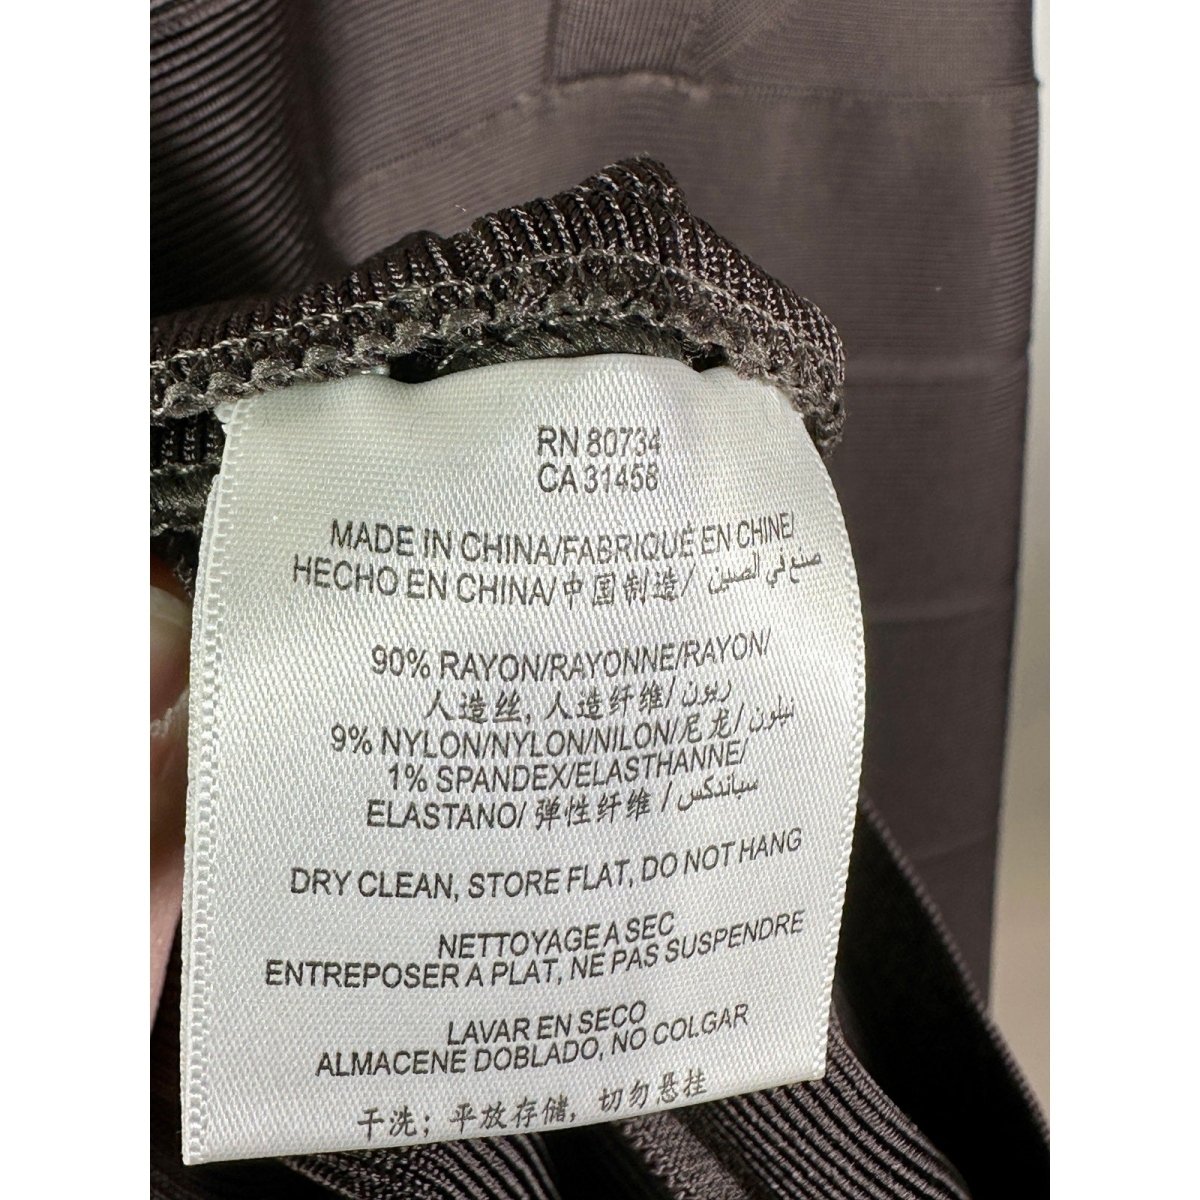 RN 80734
CA 31458
MADE IN CHINA/FABRIQUÉ EN CHINE/
HECHO EN CHINA/中国制造/ صنع في الصين
90% RAYON/RAYONNE/RAYON/
人造丝, 人造纤维/ ريون
9% NYLON/NYLON/NILON/尼龙/ نيلون
1% SPANDEX/ELASTHANNE/
ELASTANO/ 弹性纤维 / سباندكس
DRY CLEAN, STORE FLAT, DO NOT HANG
NETTOYAGE A SEC
ENTREPOSER A PLAT, NE PAS SUSPENDRE
LAVAR EN SECO
ALMACENE DOBLADO, NO COLGAR
干洗; 平放存储, 切勿悬挂